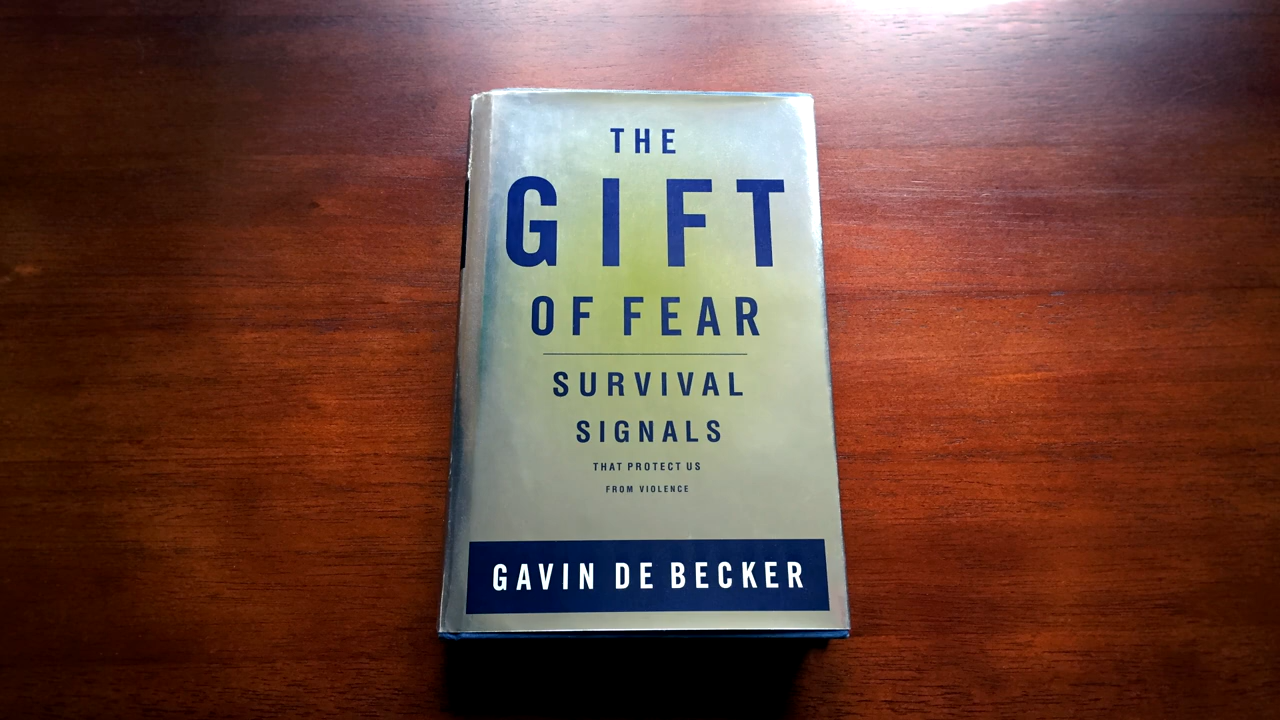 THE
GIFT
OF FEAR
SURVIVAL
SIGNALS
THAT PROTECT US
FROM VIOLENCE
GAVIN DE BECKER